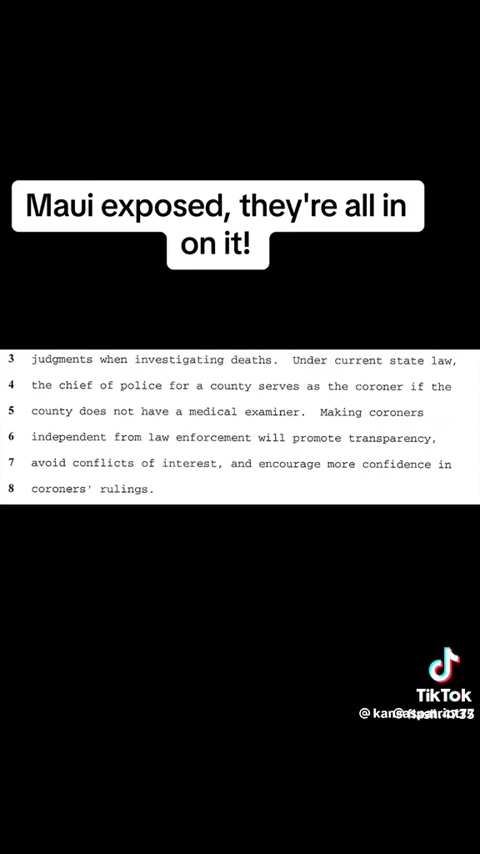 Maui exposed, they're all in
on it!
3 judgments when investigating deaths. Under current state law,
4 the chief of police for a county serves as the coroner if the
5 county does not have a medical examiner. Making coroners
6 independent from law enforcement will promote transparency,
7 avoid conflicts of interest, and encourage more confidence in
8 coroners' rulings.
TikTok